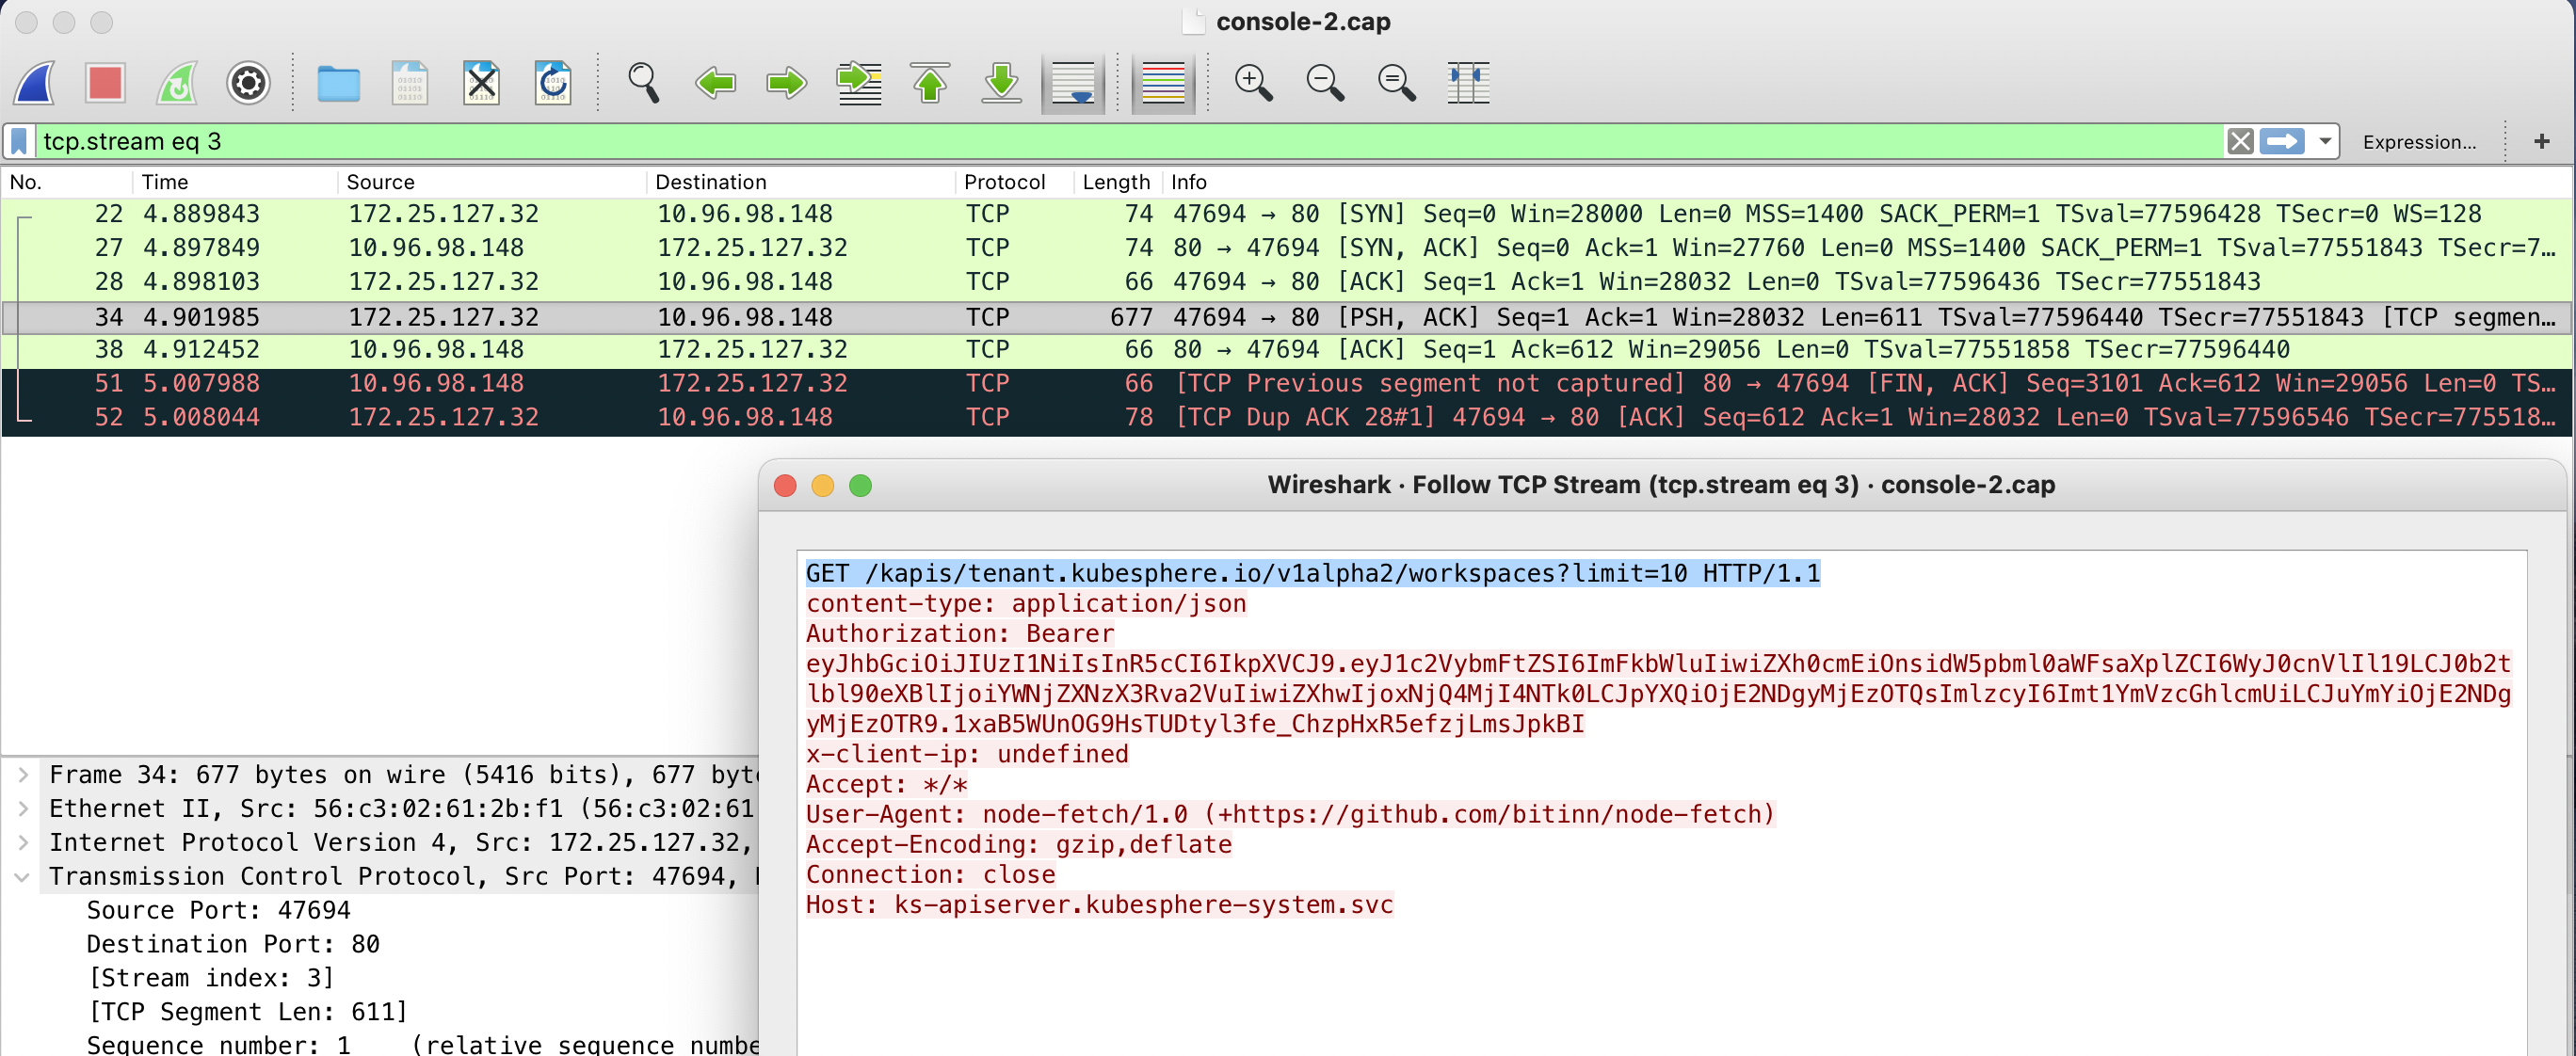 console-2.cap
tcp.stream eq 3
Expression...
+
No. Time Source Destination Protocol Length Info
22 4.889843 172.25.127.32 10.96.98.148 TCP 74 47694 → 80 [SYN] Seq=0 Win=28000 Len=0 MSS=1400 SACK_PERM=1 TSval=77596428 TSecr=0 WS=128
27 4.897849 10.96.98.148 172.25.127.32 TCP 74 80 → 47694 [SYN, ACK] Seq=0 Ack=1 Win=27760 Len=0 MSS=1400 SACK_PERM=1 TSval=77551843 TSecr=7…
28 4.898103 172.25.127.32 10.96.98.148 TCP 66 47694 → 80 [ACK] Seq=1 Ack=1 Win=28032 Len=0 TSval=77596436 TSecr=77551843
34 4.901985 172.25.127.32 10.96.98.148 TCP 677 47694 → 80 [PSH, ACK] Seq=1 Ack=1 Win=28032 Len=611 TSval=77596440 TSecr=77551843 [TCP segmen…
38 4.912452 10.96.98.148 172.25.127.32 TCP 66 80 → 47694 [ACK] Seq=1 Ack=612 Win=29056 Len=0 TSval=77551858 TSecr=77596440
51 5.007988 10.96.98.148 172.25.127.32 TCP 66 [TCP Previous segment not captured] 80 → 47694 [FIN, ACK] Seq=3101 Ack=612 Win=29056 Len=0 TS…
52 5.008044 172.25.127.32 10.96.98.148 TCP 78 [TCP Dup ACK 28#1] 47694 → 80 [ACK] Seq=612 Ack=1 Win=28032 Len=0 TSval=77596546 TSecr=775518…
Wireshark · Follow TCP Stream (tcp.stream eq 3) · console-2.cap
GET /kapis/tenant.kubesphere.io/v1alpha2/workspaces?limit=10 HTTP/1.1
content-type: application/json
Authorization: Bearer
eyJhbGciOiJIUzI1NiIsInR5cCI6IkpXVCJ9.eyJ1c2VybmFtZSI6ImFkbWluIiwiZXh0cmEiOnsidW5pbml0aWFsaXplZCI6WyJ0cnVlIl19LCJ0b2t
lbl90eXBlIjoiYWNjZXNzX3Rva2VuIiwiZXhwIjoxNjQ4MjI4NTk0LCJpYXQiOjE2NDgyMjEzOTQsImlzcyI6Imt1YmVzcGhlcmUiLCJuYmYiOjE2NDg
yMjEzOTR9.1xaB5WUnOG9HsTUDtyl3fe_ChzpHxR5efzjLmsJpkBI
x-client-ip: undefined
Accept: */*
User-Agent: node-fetch/1.0 (+https://github.com/bitinn/node-fetch)
Accept-Encoding: gzip,deflate
Connection: close
Host: ks-apiserver.kubesphere-system.svc
Frame 34: 677 bytes on wire (5416 bits), 677 byte
Ethernet II, Src: 56:c3:02:61:2b:f1 (56:c3:02:61
Internet Protocol Version 4, Src: 172.25.127.32,
Transmission Control Protocol, Src Port: 47694,
Source Port: 47694
Destination Port: 80
[Stream index: 3]
[TCP Segment Len: 611]
Sequence number: 1 (relative sequence numbe